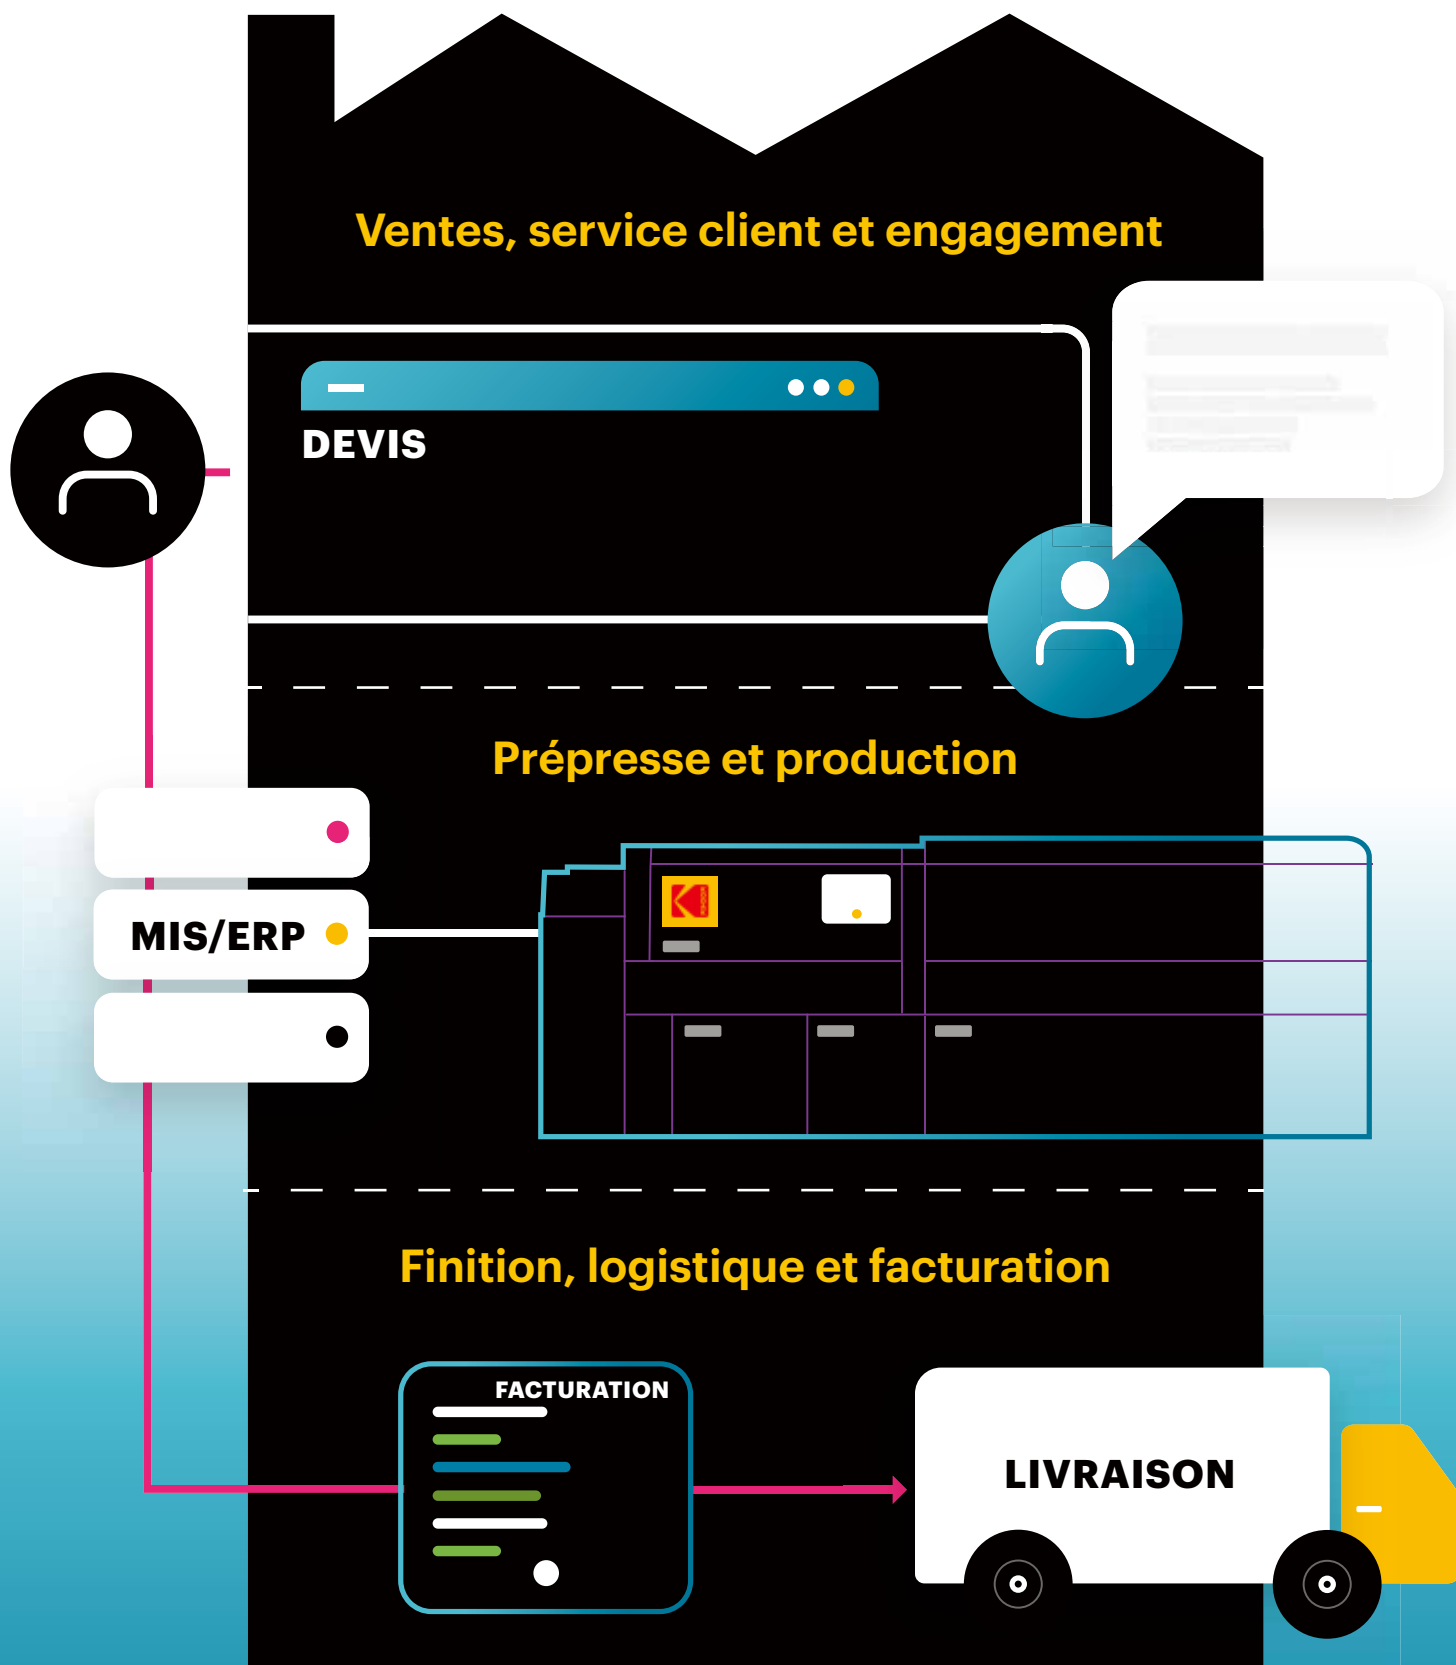 Ventes, service client et engagement
DEVIS
Prépresse et production
MIS/ERP
Finition, logistique et facturation
FACTURATION
LIVRAISON